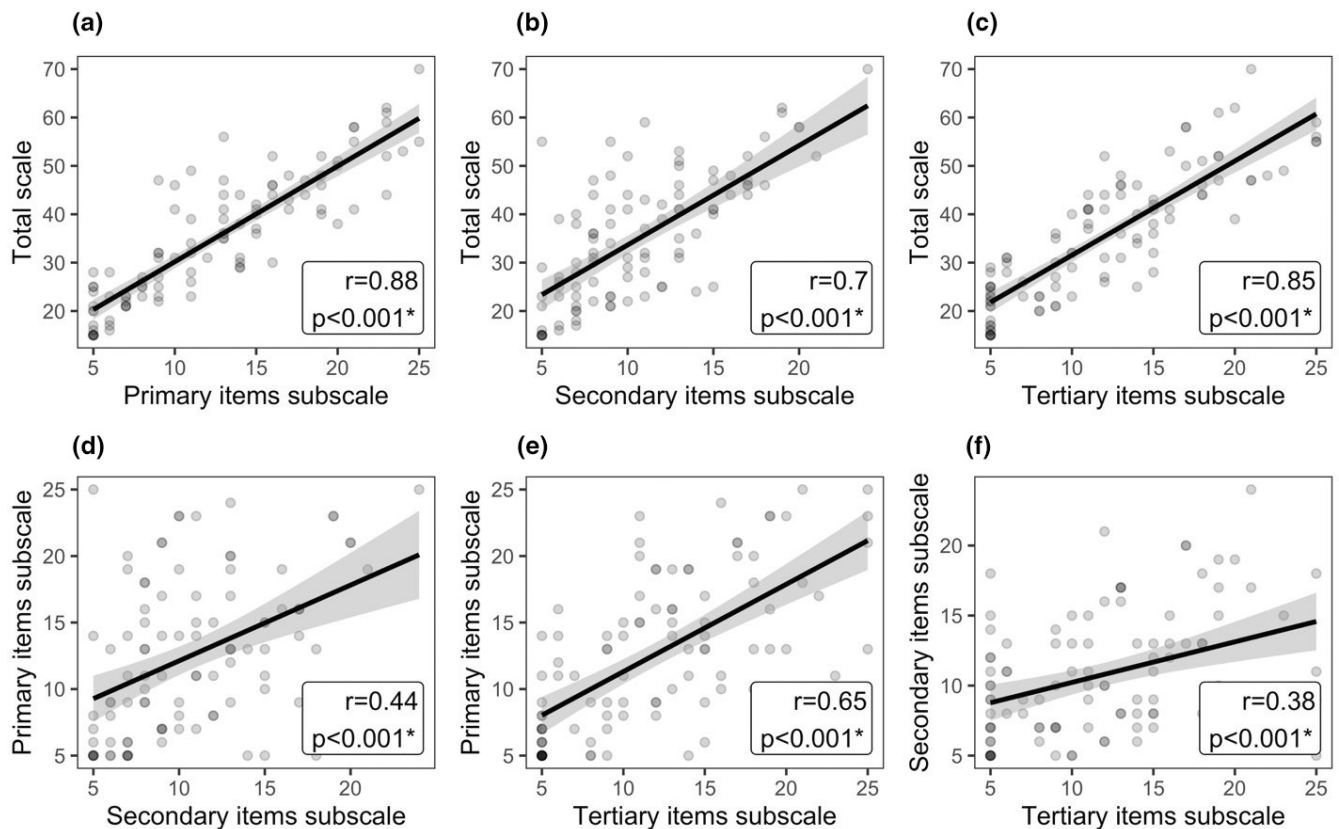 (a)
(b)
(c)
70
60
50
40
30
20
Total scale
r=0.88
p<0.001*
5
10
15
20
25
Primary items subscale
70
60
50
40
30
20
Total scale
r=0.7
p<0.001*
5
10
15
20
25
Secondary items subscale
70
60
50
40
30
20
Total scale
r=0.85
p<0.001*
5
10
15
20
25
Tertiary items subscale
(d)
(e)
(f)
25
20
15
10
5
Primary items subscale
r=0.44
p<0.001*
5
10
15
20
25
Secondary items subscale
25
20
15
10
5
Primary items subscale
r=0.65
p<0.001*
5
10
15
20
25
Tertiary items subscale
25
20
15
10
5
Secondary items subscale
r=0.38
p<0.001*
5
10
15
20
25
Tertiary items subscale